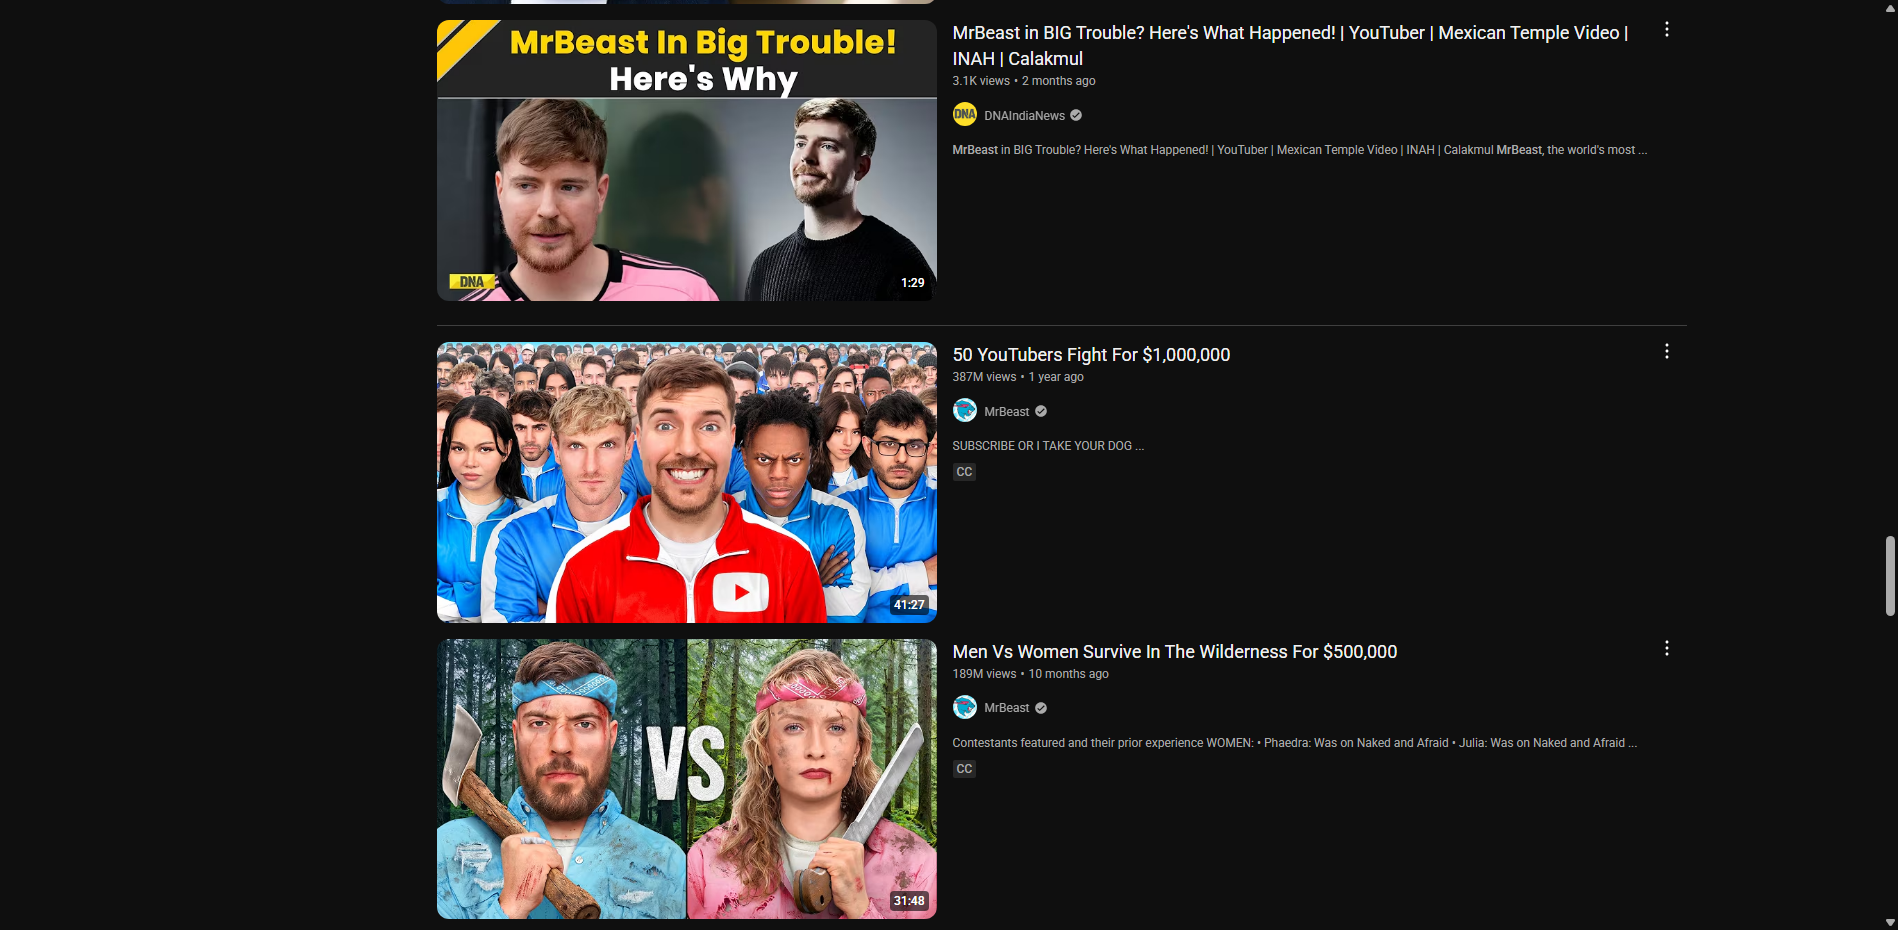 MrBeast In Big Trouble!
Here's Why
DNA
1:29
MrBeast in BIG Trouble? Here's What Happened! | YouTuber | Mexican Temple Video |
INAH | Calakmul
3.1K views • 2 months ago
DNA
DNAIndiaNews
MrBeast in BIG Trouble? Here's What Happened! | YouTuber | Mexican Temple Video | INAH | Calakmul MrBeast, the world's most ...
41:27
50 YouTubers Fight For $1,000,000
387M views • 1 year ago
MrBeast
SUBSCRIBE OR I TAKE YOUR DOG ...
CC
VS
31:48
Men Vs Women Survive In The Wilderness For $500,000
189M views • 10 months ago
MrBeast
Contestants featured and their prior experience WOMEN: • Phaedra: Was on Naked and Afraid • Julia: Was on Naked and Afraid ...
CC